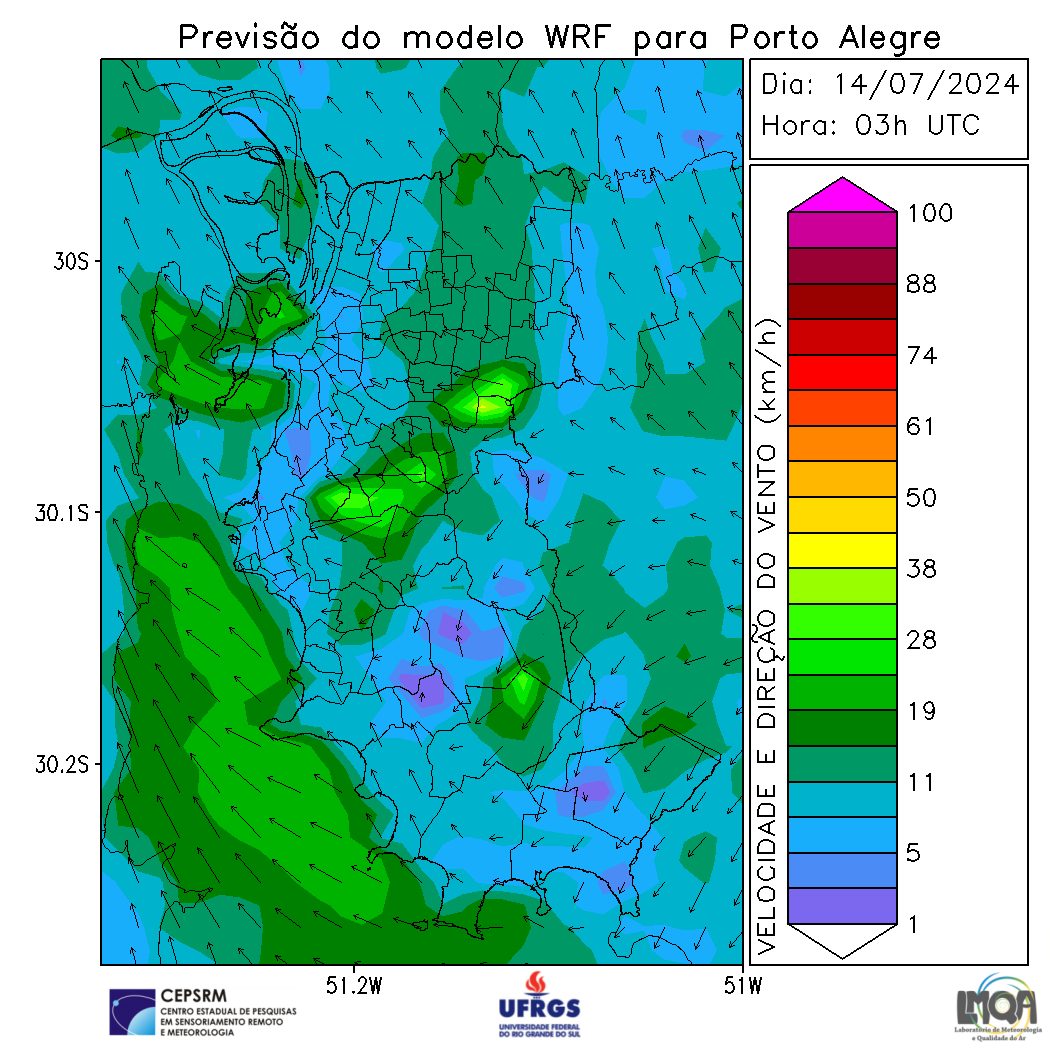 Previsão do modelo WRF para Porto Alegre
Dia: 14/07/2024
Hora: 03h UTC
30S
30.1S
30.2S
51.2W
51W
VELOCIDADE E DIREÇÃO DO VENTO (km/h)
100
88
74
61
50
38
28
19
11
5
1
CEPSRM
CENTRO ESTADUAL DE PESQUISAS
EM SENSORIAMENTO REMOTO
E METEOROLOGIA
UFRGS
UNIVERSIDADE FEDERAL
DO RIO GRANDE DO SUL
LMQA
Laboratório de Meteorologia
e Qualidade do Ar